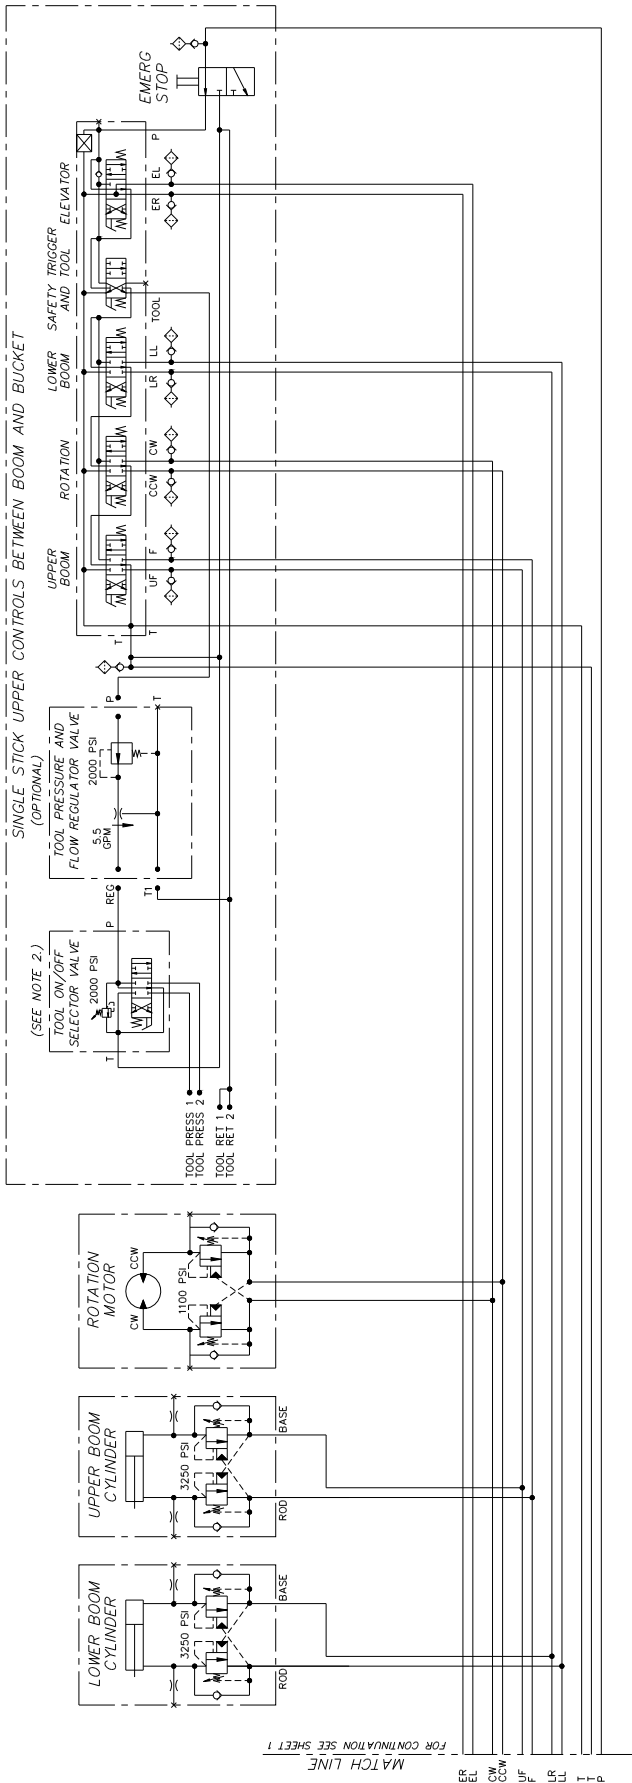 SINGLE STICK UPPER CONTROLS BETWEEN BOOM AND BUCKET
(OPTIONAL)
EMERG
STOP
ELEVATOR
SAFETY TRIGGER
AND TOOL
LOWER
BOOM
ROTATION
UPPER
BOOM
P
EL
ER
TOOL
LL
LR
CW
CCW
F
UF
T
T
P
T
TOOL PRESSURE AND
FLOW REGULATOR VALVE
2000 PSI
5.5
GPM
REG
T1
P
(SEE NOTE 2.)
TOOL ON/OFF
SELECTOR VALVE
2000 PSI
T
TOOL PRESS 1
TOOL PRESS 2
TOOL RET 1
TOOL RET 2
ROTATION
MOTOR
CCW
CW
1100 PSI
UPPER BOOM
CYLINDER
3250 PSI
BASE
ROD
LOWER BOOM
CYLINDER
3250 PSI
BASE
ROD
MATCH LINE
FOR CONTINUATION SEE SHEET 1
ER
EL
CW
CCW
UF
F
LR
LL
T
T
P